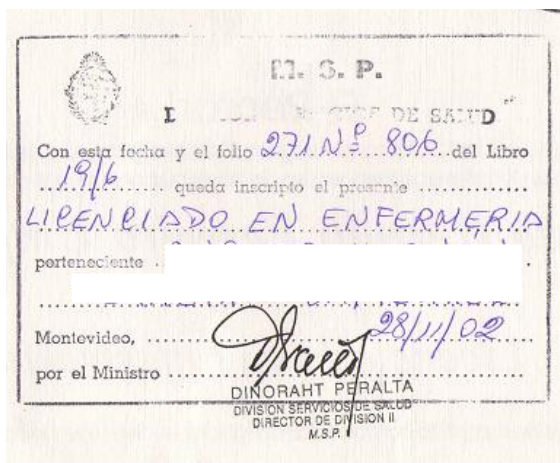 M. S. P.
DE SALUD
Con esta fecha y el folio 271 Nº 806 del Libro
19/6 queda inscripto el presente
LICENCIADO EN ENFERMERIA
perteneciente
Montevideo, 28/11/02
por el Ministro
DINORAHT PERALTA
DIVISION SERVICIOS DE SALUD
DIRECTOR DE DIVISION II
M.S.P.